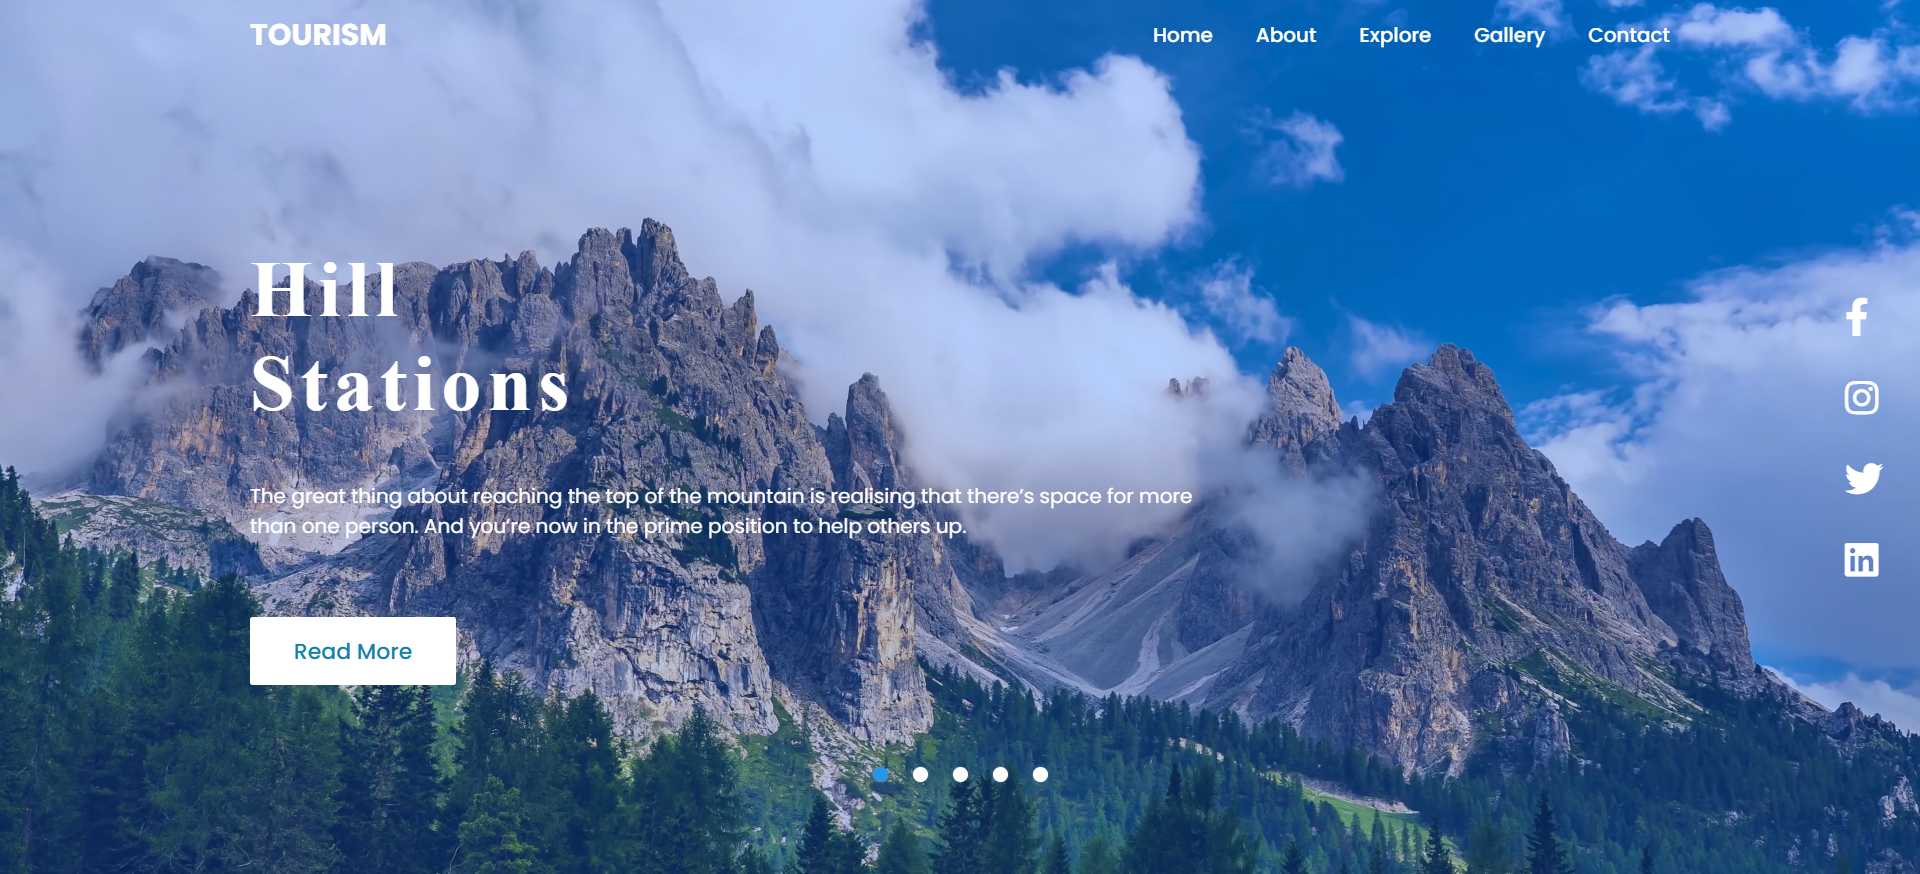 TOURISM
Home About Explore Gallery Contact
Hill
Stations
The great thing about reaching the top of the mountain is realising that there’s space for more
than one person. And you’re now in the prime position to help others up.
Read More